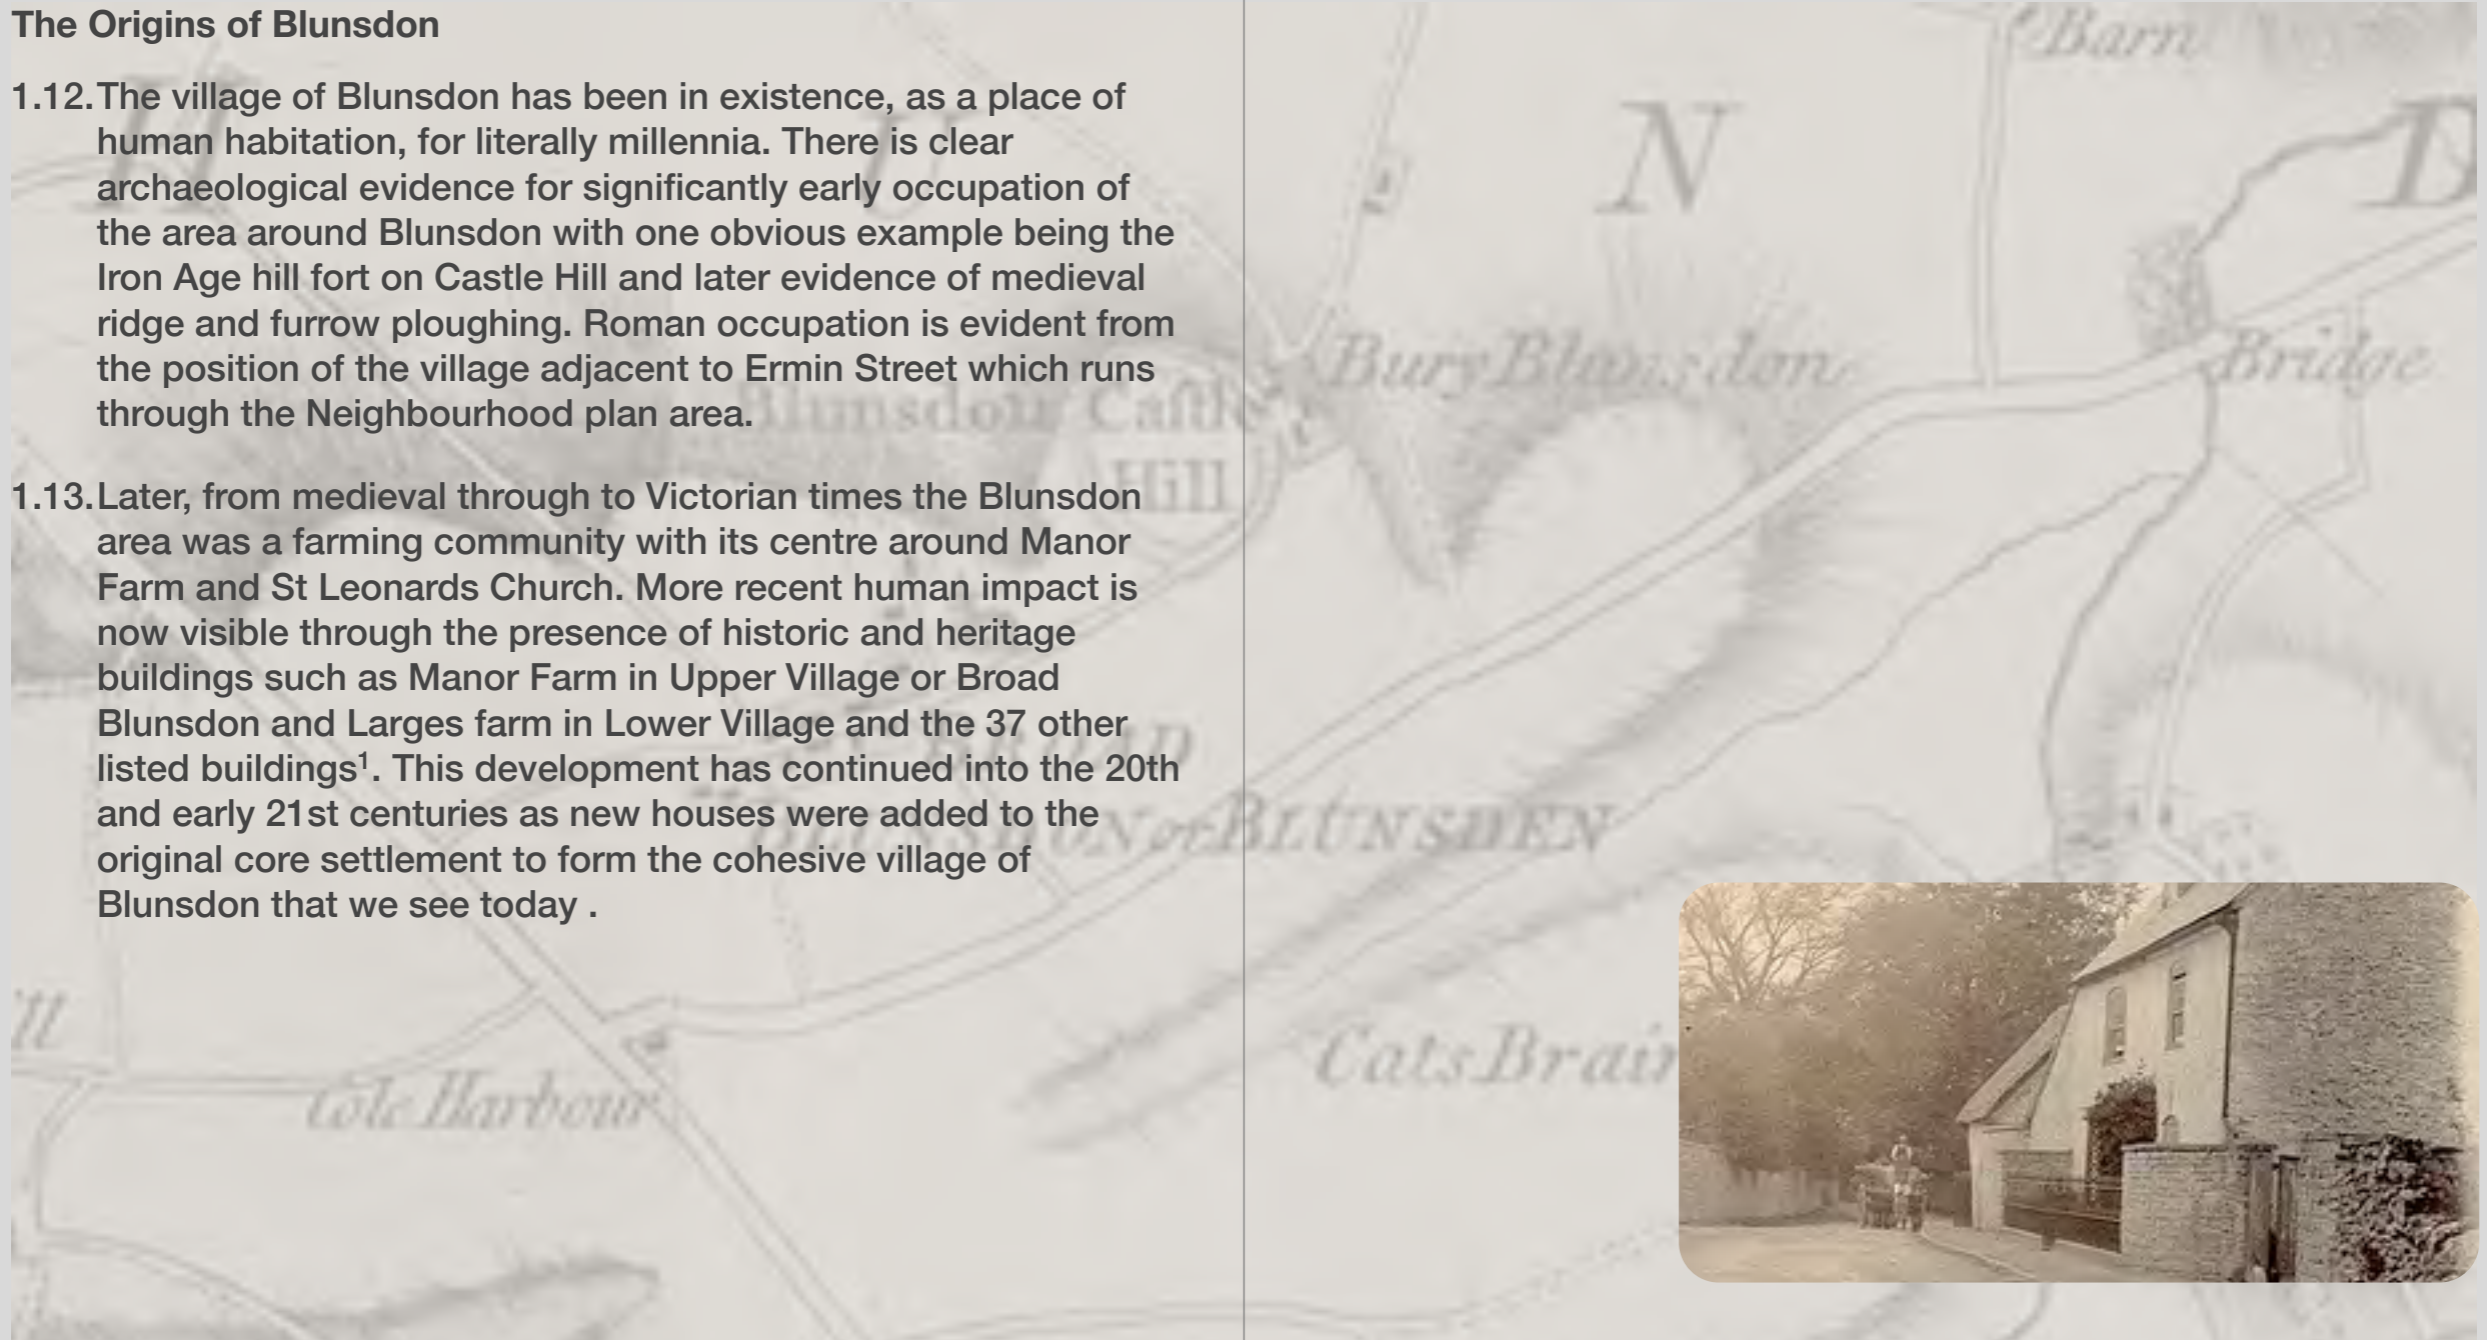 The Origins of Blunsdon
1.12. The village of Blunsdon has been in existence, as a place of
human habitation, for literally millennia. There is clear
archaeological evidence for significantly early occupation of
the area around Blunsdon with one obvious example being the
Iron Age hill fort on Castle Hill and later evidence of medieval
ridge and furrow ploughing. Roman occupation is evident from
the position of the village adjacent to Ermin Street which runs
through the Neighbourhood plan area.
1.13. Later, from medieval through to Victorian times the Blunsdon
area was a farming community with its centre around Manor
Farm and St Leonards Church. More recent human impact is
now visible through the presence of historic and heritage
buildings such as Manor Farm in Upper Village or Broad
Blunsdon and Larges farm in Lower Village and the 37 other
listed buildings¹. This development has continued into the 20th
and early 21st centuries as new houses were added to the
original core settlement to form the cohesive village of
Blunsdon that we see today .
H U N D
Barn
Bury Blunsdon
Bridge
Blunsdon Castle
Hill
BROAD
BLUNSDON or BLUNSDEN
Cats Brain
Cole Harbour